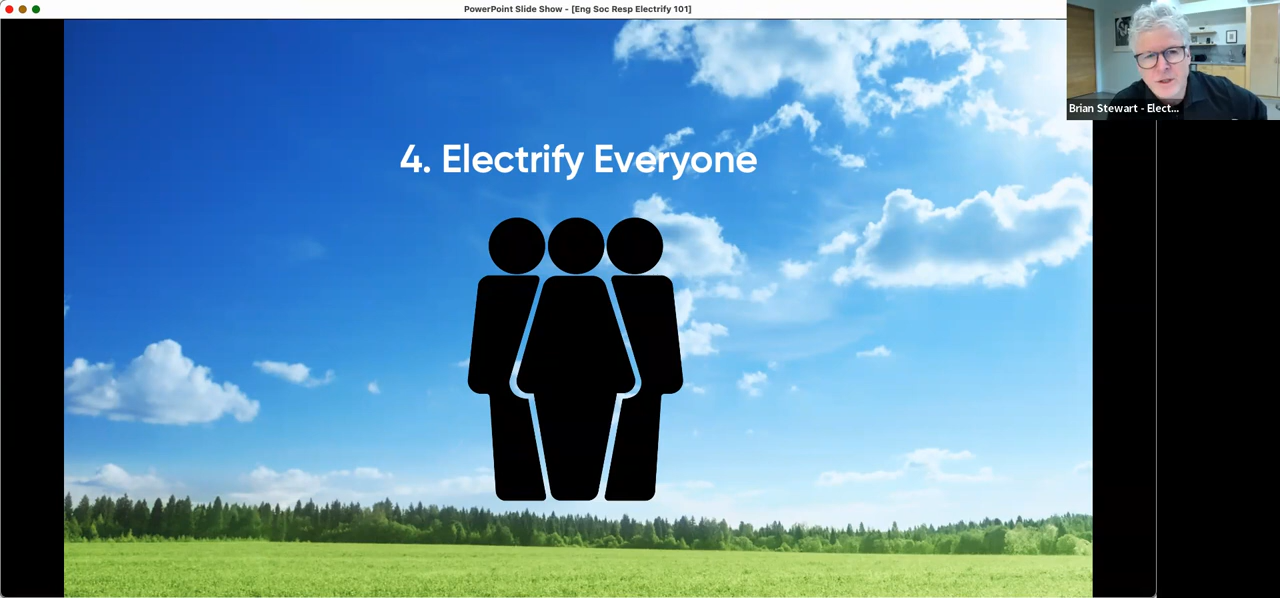 PowerPoint Slide Show - [Eng Soc Resp Electrify 101]
Brian Stewart - Elect...
4. Electrify Everyone